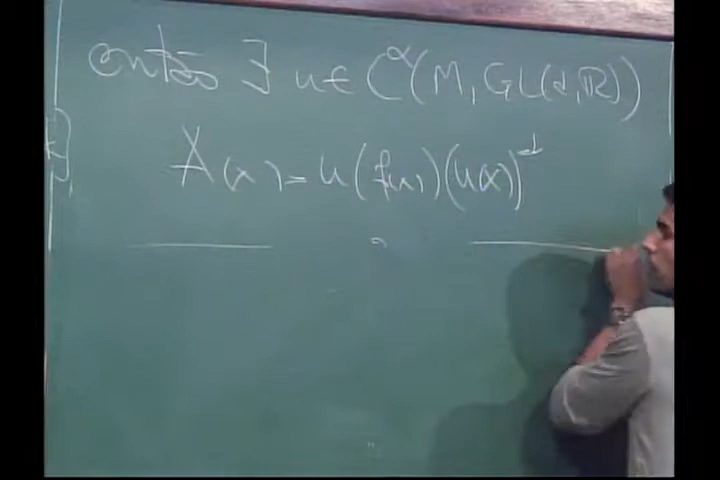 então ∃ u ∈ C^α(M, GL(d, ℝ))
A(x) = u(f(x))(u(x))^-1